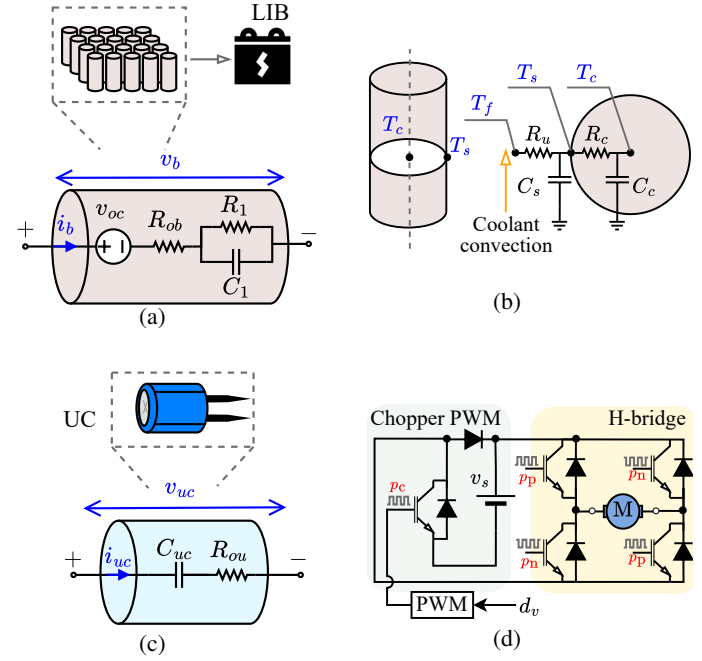 LIB
v_b
i_b
v_oc
R_ob
R_1
C_1
+
−
+
−
(a)
T_c
T_s
T_f
T_s
T_c
R_u
R_c
C_s
C_c
Coolant
convection
(b)
UC
v_uc
+
−
i_uc
C_uc
R_ou
(c)
Chopper PWM
H-bridge
p_c
v_s
p_p
p_n
M
p_n
p_p
PWM
d_v
(d)